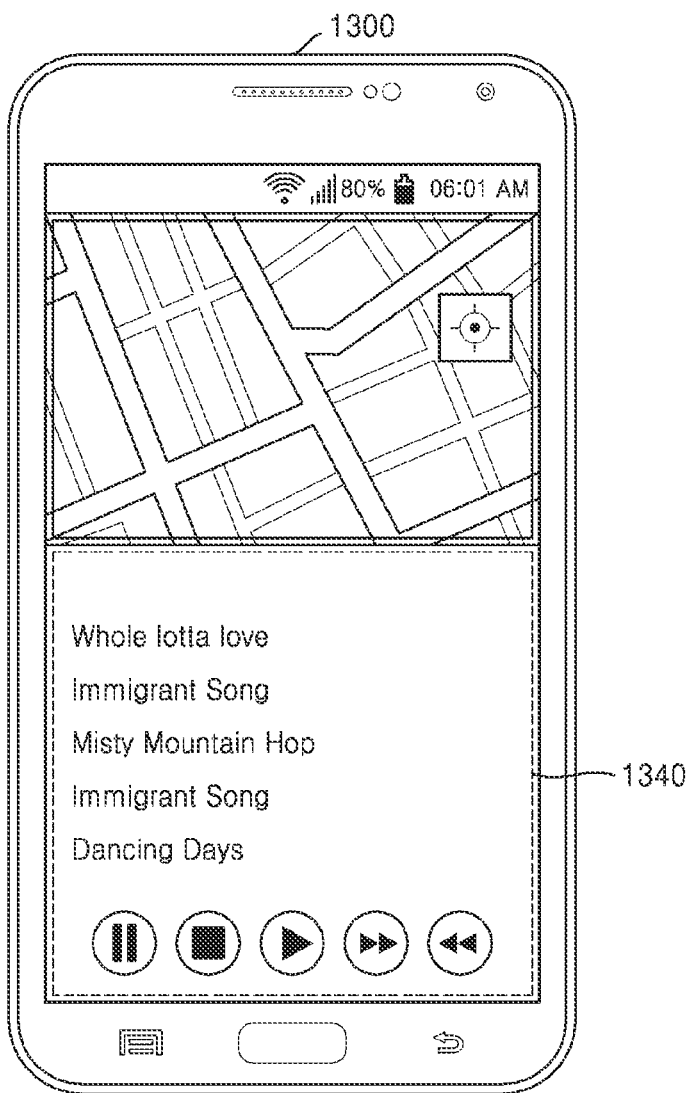 1300
80% 06:01 AM
Whole lotta love
Immigrant Song
Misty Mountain Hop
Immigrant Song
Dancing Days
1340